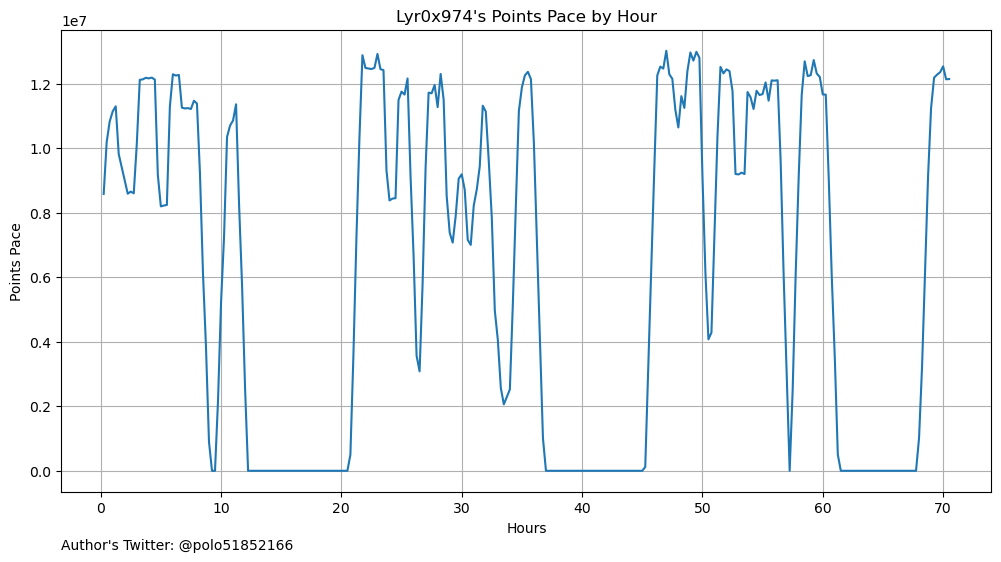 Lyr0x974's Points Pace by Hour
1e7
1.2
1.0
0.8
0.6
0.4
0.2
0.0
Points Pace
0 10 20 30 40 50 60 70
Hours
Author's Twitter: @polo51852166